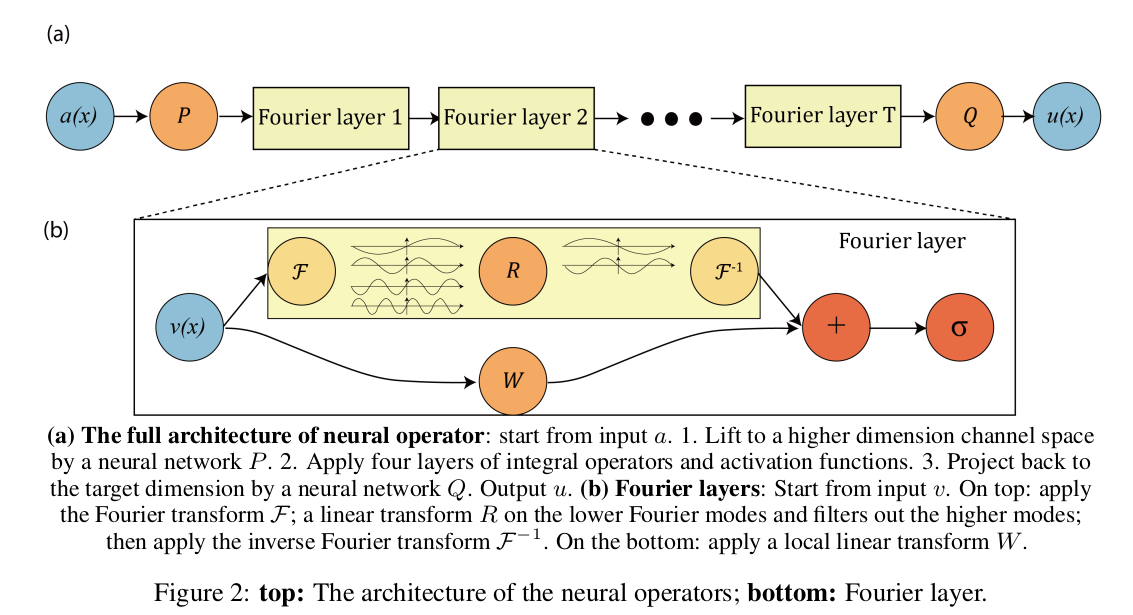 (a)
a(x) P Fourier layer 1 Fourier layer 2 ● ● ● Fourier layer T Q u(x)
(b)
Fourier layer
ℱ R ℱ⁻¹
v(x) + σ
W
(a) The full architecture of neural operator: start from input a. 1. Lift to a higher dimension channel space
by a neural network P. 2. Apply four layers of integral operators and activation functions. 3. Project back to
the target dimension by a neural network Q. Output u. (b) Fourier layers: Start from input v. On top: apply
the Fourier transform ℱ; a linear transform R on the lower Fourier modes and filters out the higher modes;
then apply the inverse Fourier transform ℱ⁻¹. On the bottom: apply a local linear transform W.
Figure 2: top: The architecture of the neural operators; bottom: Fourier layer.